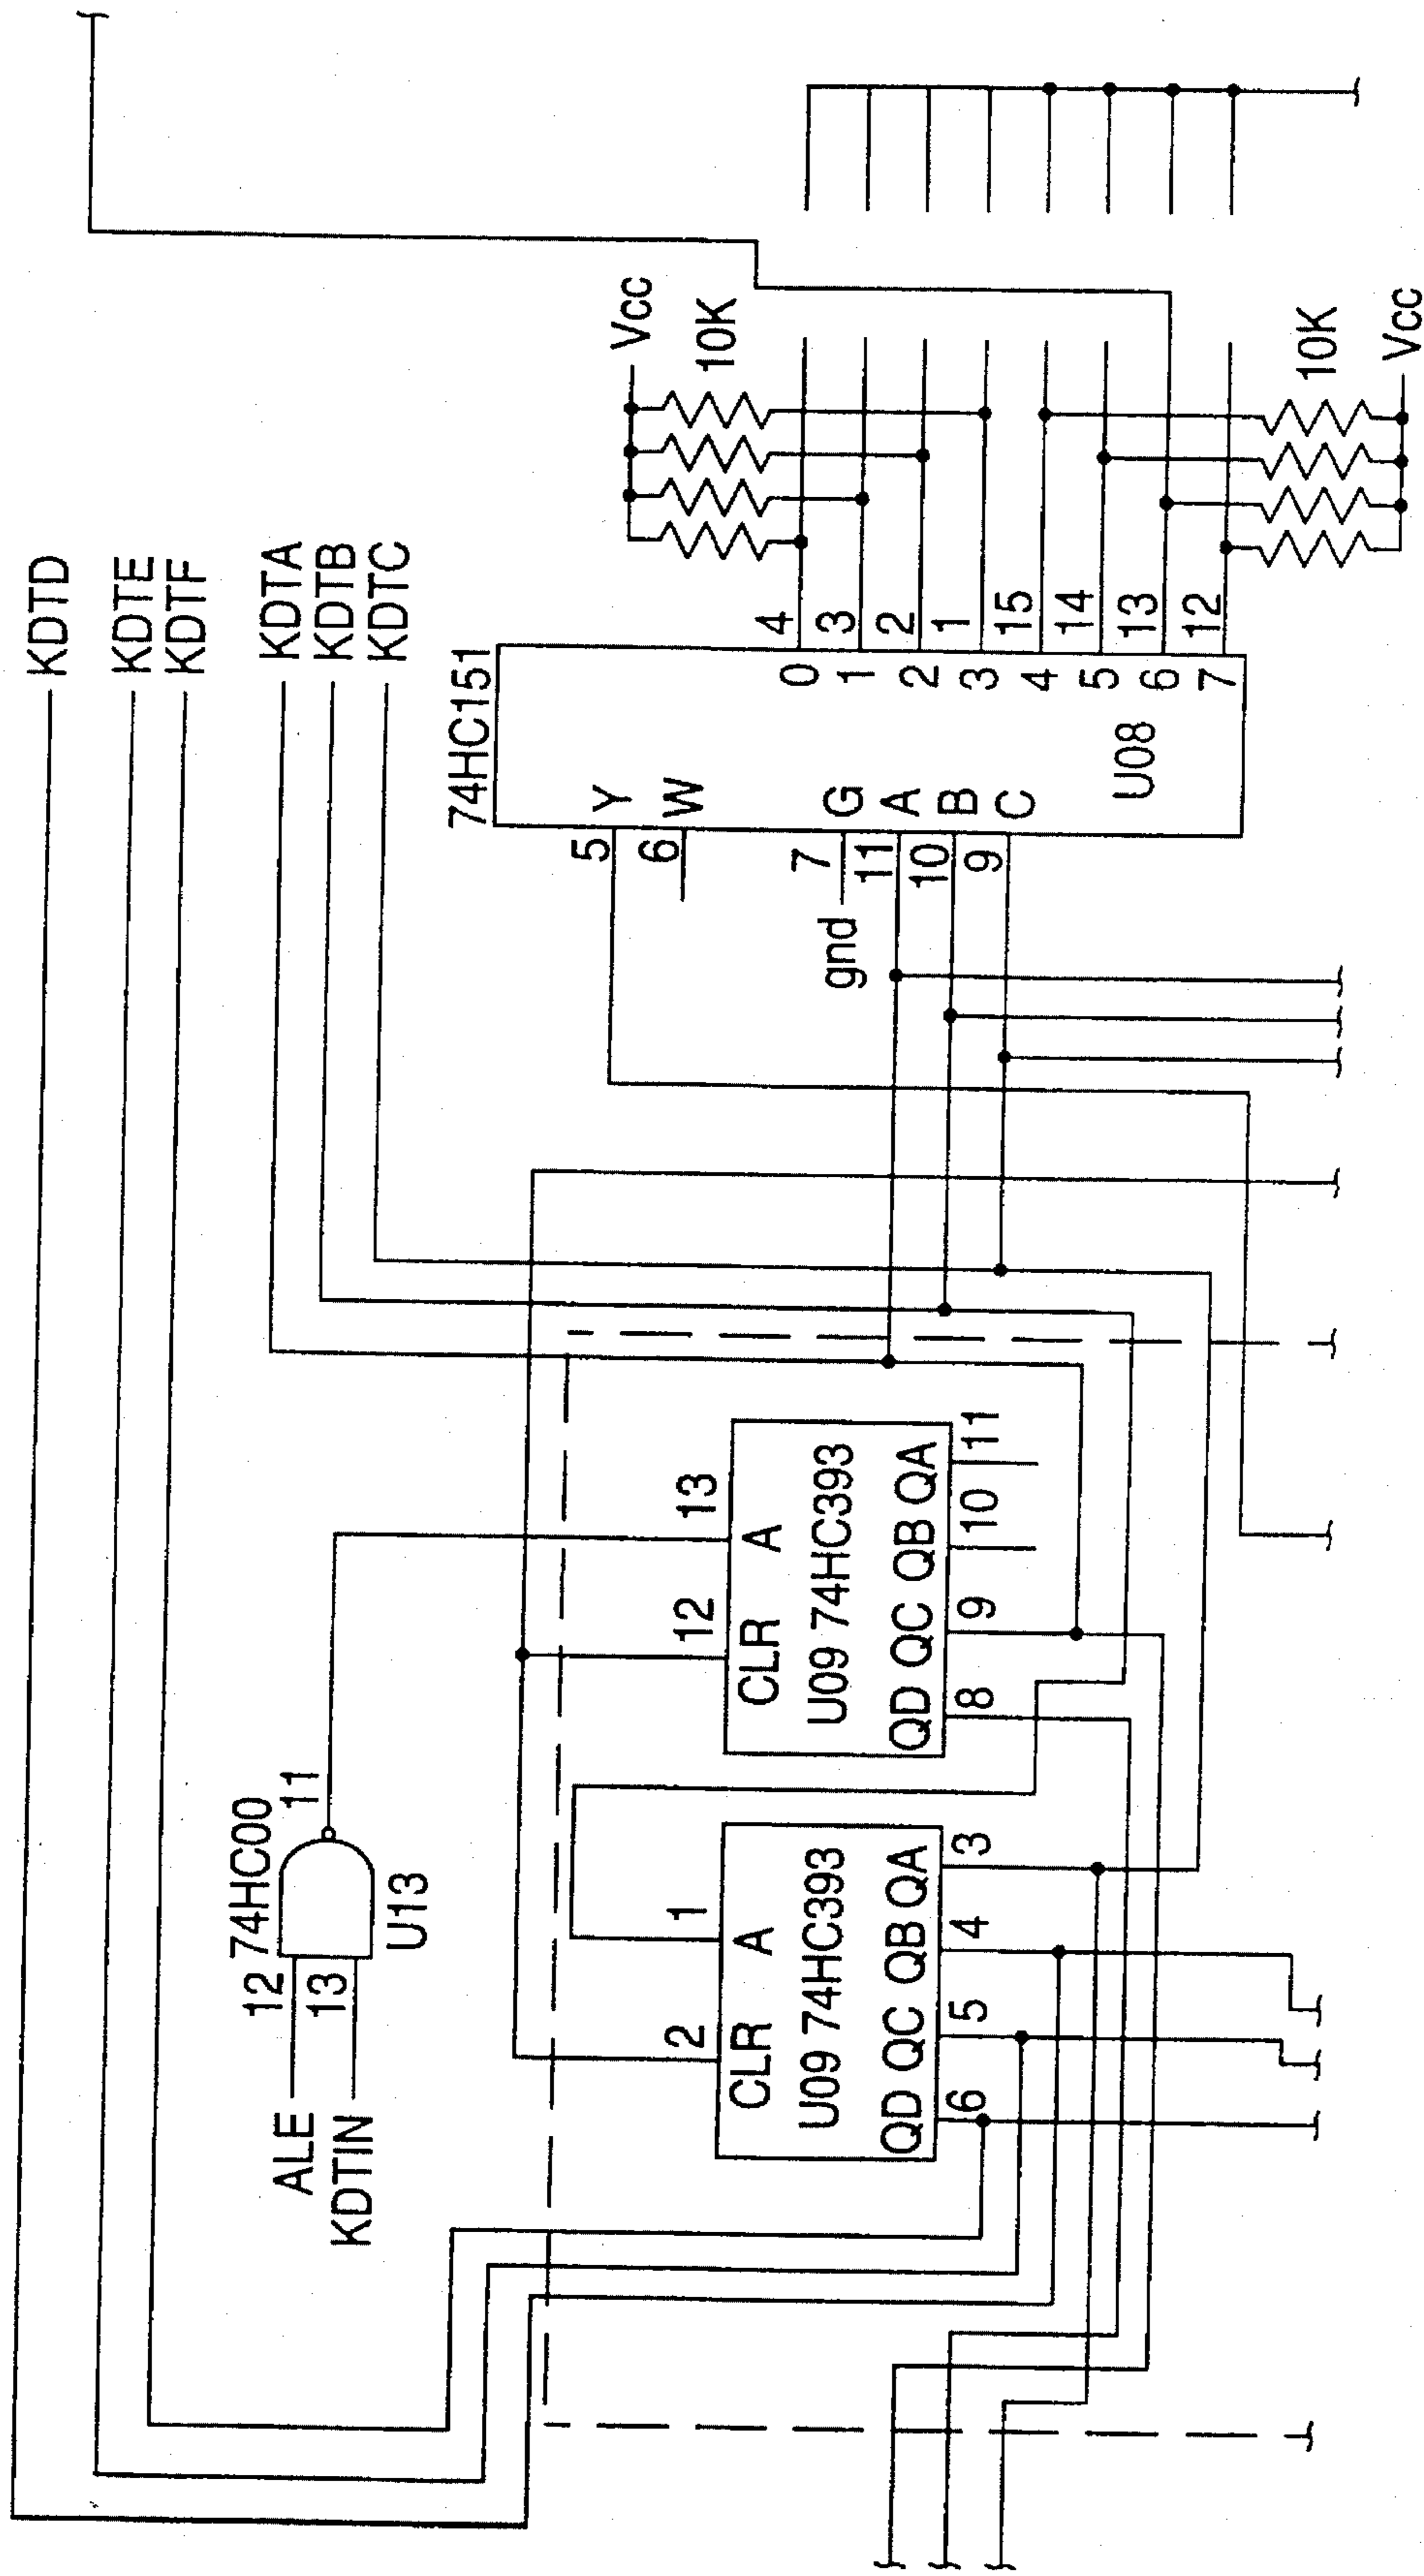 KDTD
KDTE
KDTF
KDTA
KDTB
KDTC
ALE
KDTIN
12
13
74HC00
11
U13
2
1
CLR
A
U09 74HC393
QD QC QB QA
6
5
4
3
12
13
CLR
A
U09 74HC393
QD QC QB QA
8
9
10
11
74HC151
5
Y
6
W
gnd
7
G
11
A
10
B
9
C
U08
0
4
1
3
2
2
3
1
4
15
5
14
6
13
7
12
Vcc
10K
10K
Vcc